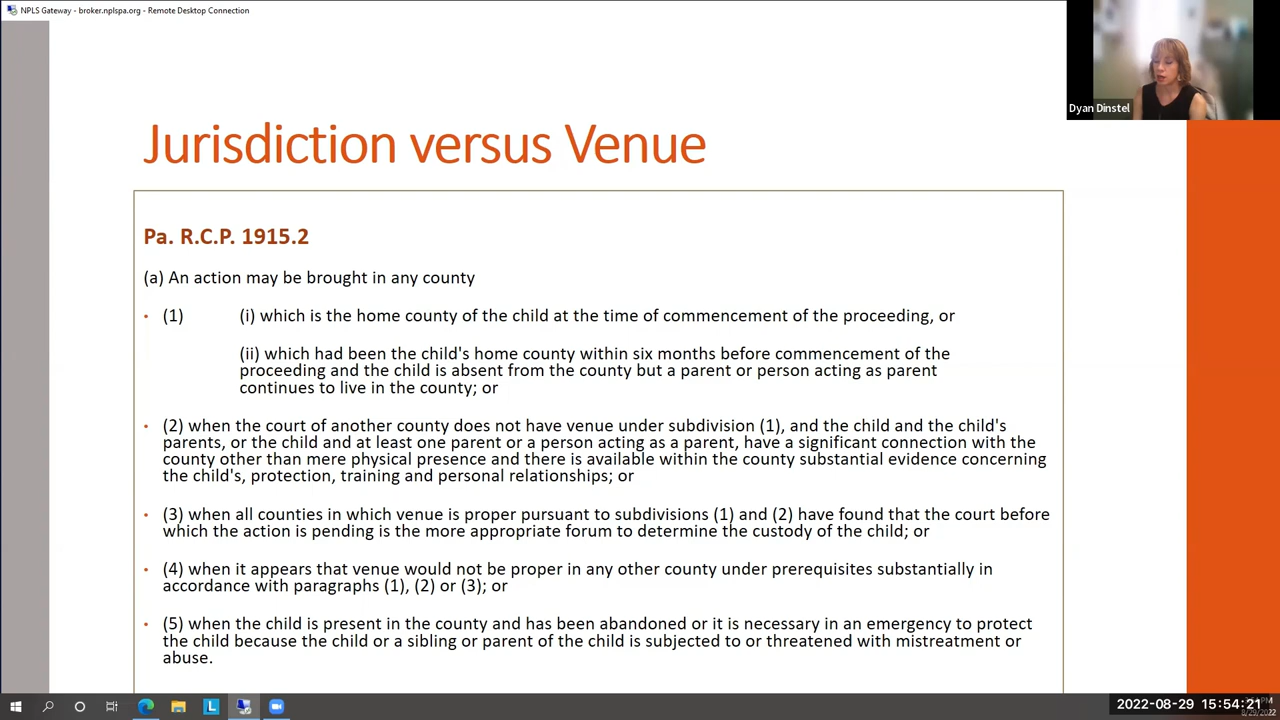 NPLS Gateway - broker.nplspa.org - Remote Desktop Connection
Dyan Dinstel
Jurisdiction versus Venue
Pa. R.C.P. 1915.2
(a) An action may be brought in any county
• (1) (i) which is the home county of the child at the time of commencement of the proceeding, or
(ii) which had been the child's home county within six months before commencement of the
proceeding and the child is absent from the county but a parent or person acting as parent
continues to live in the county; or
• (2) when the court of another county does not have venue under subdivision (1), and the child and the child's
parents, or the child and at least one parent or a person acting as a parent, have a significant connection with the
county other than mere physical presence and there is available within the county substantial evidence concerning
the child's, protection, training and personal relationships; or
• (3) when all counties in which venue is proper pursuant to subdivisions (1) and (2) have found that the court before
which the action is pending is the more appropriate forum to determine the custody of the child; or
• (4) when it appears that venue would not be proper in any other county under prerequisites substantially in
accordance with paragraphs (1), (2) or (3); or
• (5) when the child is present in the county and has been abandoned or it is necessary in an emergency to protect
the child because the child or a sibling or parent of the child is subjected to or threatened with mistreatment or
abuse.
L
2022-08-29 15:54:21
8/29/2022